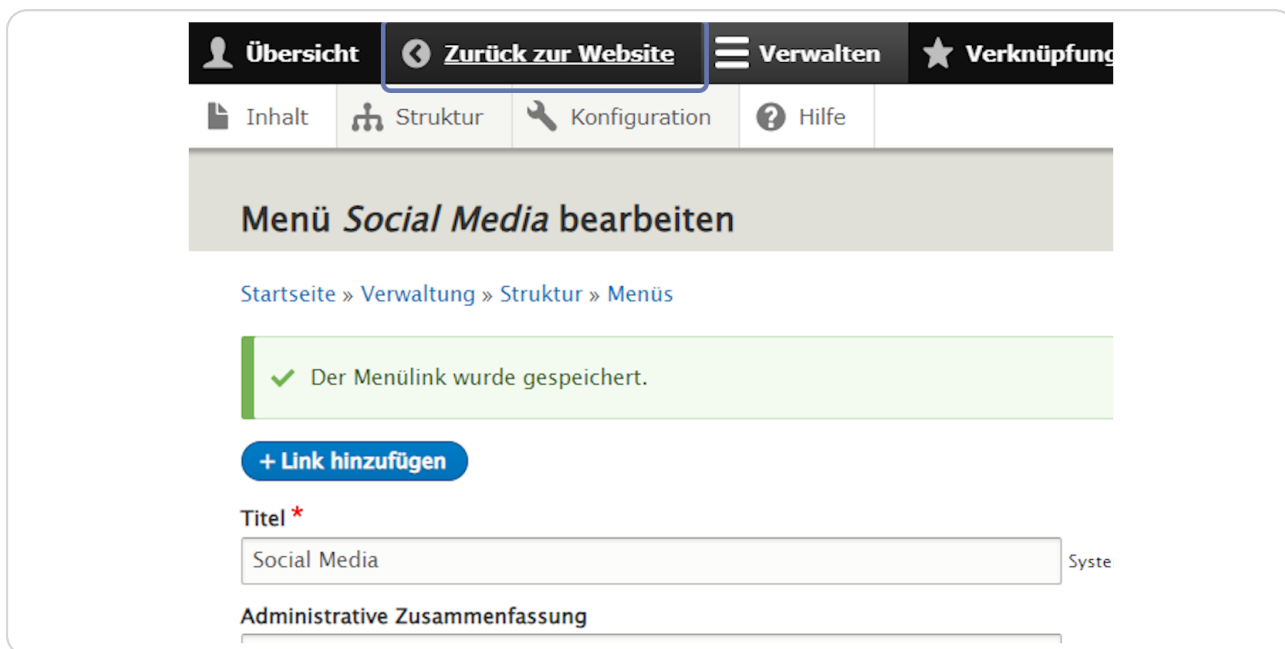 Übersicht Zurück zur Website Verwalten Verknüpfung
Inhalt Struktur Konfiguration Hilfe
Menü Social Media bearbeiten
Startseite » Verwaltung » Struktur » Menüs
Der Menülink wurde gespeichert.
+ Link hinzufügen
Titel *
Social Media Syste
Administrative Zusammenfassung